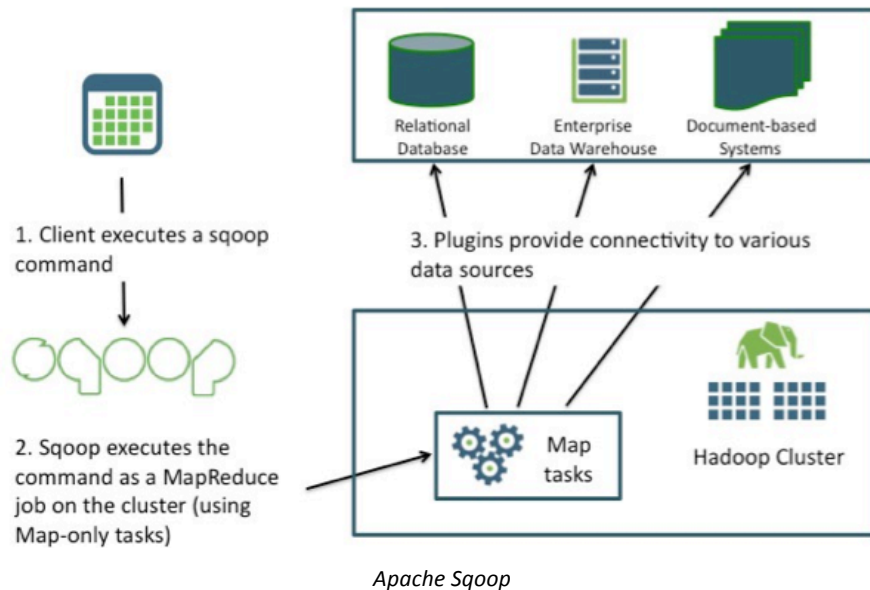 Relational
Database
Enterprise
Data Warehouse
Document-based
Systems
1. Client executes a sqoop
command
3. Plugins provide connectivity to various
data sources
sqoop
2. Sqoop executes the
command as a MapReduce
job on the cluster (using
Map-only tasks)
Map
tasks
Hadoop Cluster
Apache Sqoop